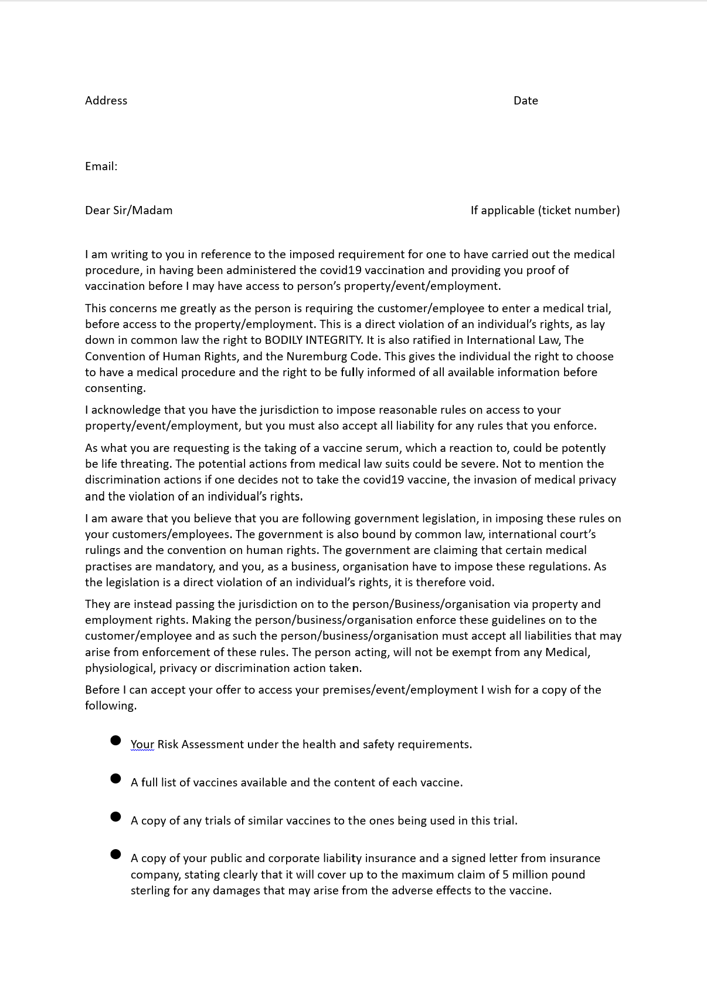 Address Date
Email:
Dear Sir/Madam If applicable (ticket number)
I am writing to you in reference to the imposed requirement for one to have carried out the medical
procedure, in having been administered the covid19 vaccination and providing you proof of
vaccination before I may have access to person’s property/event/employment.
This concerns me greatly as the person is requiring the customer/employee to enter a medical trial,
before access to the property/employment. This is a direct violation of an individual’s rights, as lay
down in common law the right to BODILY INTEGRITY. It is also ratified in International Law, The
Convention of Human Rights, and the Nuremburg Code. This gives the individual the right to choose
to have a medical procedure and the right to be fully informed of all available information before
consenting.
I acknowledge that you have the jurisdiction to impose reasonable rules on access to your
property/event/employment, but you must also accept all liability for any rules that you enforce.
As what you are requesting is the taking of a vaccine serum, which a reaction to, could be potently
be life threating. The potential actions from medical law suits could be severe. Not to mention the
discrimination actions if one decides not to take the covid19 vaccine, the invasion of medical privacy
and the violation of an individual’s rights.
I am aware that you believe that you are following government legislation, in imposing these rules on
your customers/employees. The government is also bound by common law, international court’s
rulings and the convention on human rights. The government are claiming that certain medical
practises are mandatory, and you, as a business, organisation have to impose these regulations. As
the legislation is a direct violation of an individual’s rights, it is therefore void.
They are instead passing the jurisdiction on to the person/Business/organisation via property and
employment rights. Making the person/business/organisation enforce these guidelines on to the
customer/employee and as such the person/business/organisation must accept all liabilities that may
arise from enforcement of these rules. The person acting, will not be exempt from any Medical,
physiological, privacy or discrimination action taken.
Before I can accept your offer to access your premises/event/employment I wish for a copy of the
following.
● Your Risk Assessment under the health and safety requirements.
● A full list of vaccines available and the content of each vaccine.
● A copy of any trials of similar vaccines to the ones being used in this trial.
● A copy of your public and corporate liability insurance and a signed letter from insurance
company, stating clearly that it will cover up to the maximum claim of 5 million pound
sterling for any damages that may arise from the adverse effects to the vaccine.